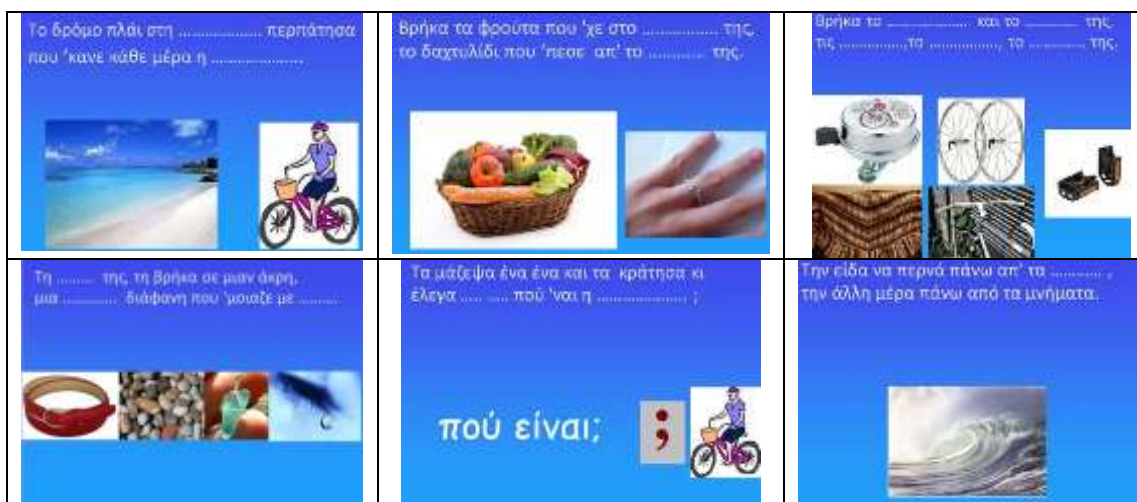 Το δρόμο πλάι στη .................... περπάτησα
που 'κανε κάθε μέρα η ......................
Βρήκα τα φρούτα που 'χε στο ................ της,
το δαχτυλίδι που 'πεσε απ' το ............ της.
Βρήκα το ..................... και το ............ της,
τις ................,τα ................, το ............. της.
Τη ......... της, τη βρήκα σε μιαν άκρη,
μια ............. διάφανη που 'μοιαζε με .........
Τα μάζεψα ένα ένα και τα κράτησα κι
έλεγα ..... ..... πού 'ναι η ..................... ;
πού είναι;
;
Την είδα να περνά πάνω απ' τα ............ ,
την άλλη μέρα πάνω από τα μνήματα.